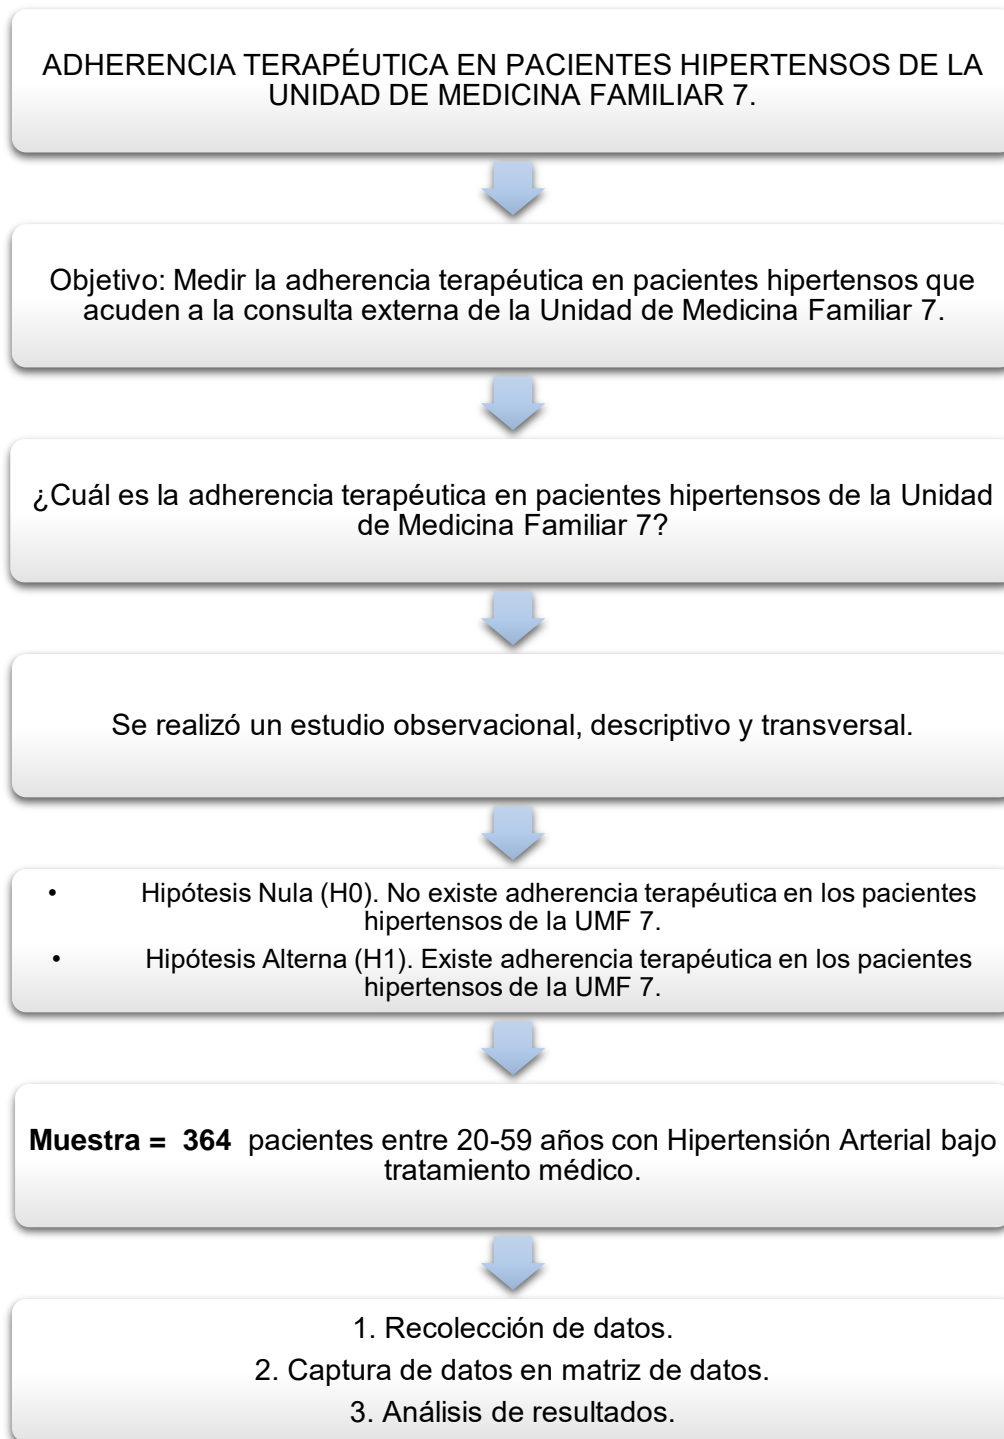 ADHERENCIA TERAPÉUTICA EN PACIENTES HIPERTENSOS DE LA
UNIDAD DE MEDICINA FAMILIAR 7.
Objetivo: Medir la adherencia terapéutica en pacientes hipertensos que
acuden a la consulta externa de la Unidad de Medicina Familiar 7.
¿Cuál es la adherencia terapéutica en pacientes hipertensos de la Unidad
de Medicina Familiar 7?
Se realizó un estudio observacional, descriptivo y transversal.
• Hipótesis Nula (H0). No existe adherencia terapéutica en los pacientes
hipertensos de la UMF 7.
• Hipótesis Alterna (H1). Existe adherencia terapéutica en los pacientes
hipertensos de la UMF 7.
Muestra = 364 pacientes entre 20-59 años con Hipertensión Arterial bajo
tratamiento médico.
1. Recolección de datos.
2. Captura de datos en matriz de datos.
3. Análisis de resultados.